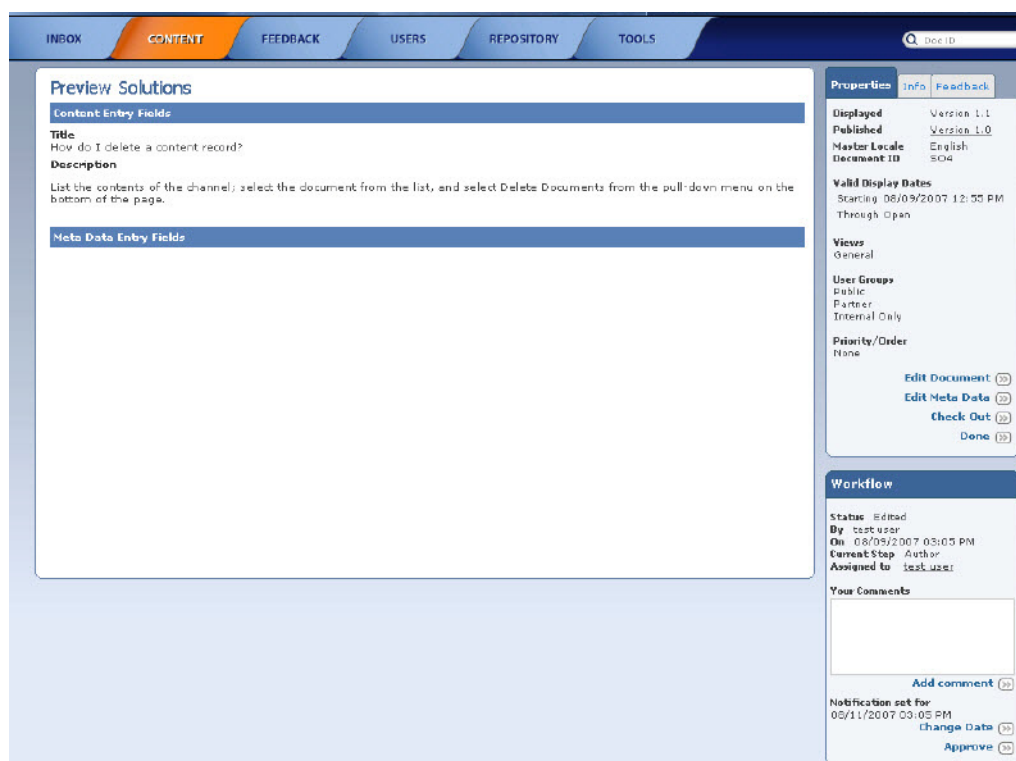 INBOX CONTENT FEEDBACK USERS REPOSITORY TOOLS
Doc ID
Preview Solutions
Content Entry Fields
Title
How do I delete a content record?
Description
List the contents of the channel; select the document from the list, and select Delete Documents from the pull-down menu on the
bottom of the page.
Meta Data Entry Fields
Properties Info Feedback
Displayed Version 1.1
Published Version 1.0
Master Locale English
Document ID SO4
Valid Display Dates
Starting 08/09/2007 12:55 PM
Through Open
Views
General
User Groups
Public
Partner
Internal Only
Priority/Order
None
Edit Document
Edit Meta Data
Check Out
Done
Workflow
Status Edited
By test user
On 08/09/2007 03:05 PM
Current Step Author
Assigned to test user
Your Comments
Add comment
Notification set for
08/11/2007 03:05 PM
Change Date
Approve